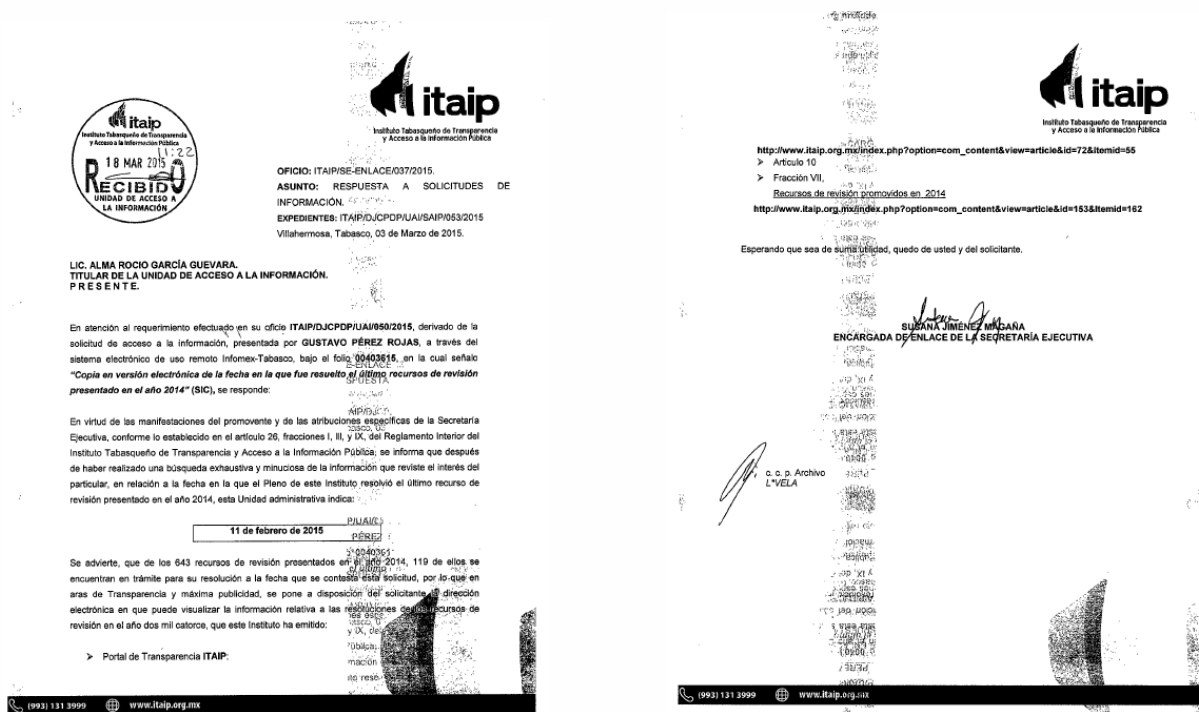 itaip
Instituto Tabasqueño de Transparencia
y Acceso a la Información Pública
itaip
Instituto Tabasqueño de Transparencia
y Acceso a la Información Pública
11:22
18 MAR 2015
RECIBIDO
UNIDAD DE ACCESO A
LA INFORMACIÓN
OFICIO: ITAIP/SE-ENLACE/037/2015.
ASUNTO: RESPUESTA A SOLICITUDES DE
INFORMACIÓN.
EXPEDIENTES: ITAIP/DJCPDP/UAI/SAIP/053/2015
Villahermosa, Tabasco, 03 de Marzo de 2015.
LIC. ALMA ROCIO GARCÍA GUEVARA.
TITULAR DE LA UNIDAD DE ACCESO A LA INFORMACIÓN.
P R E S E N T E.
En atención al requerimiento efectuado en su oficio ITAIP/DJCPDP/UAI/050/2015, derivado de la
solicitud de acceso a la información, presentada por GUSTAVO PÉREZ ROJAS, a través del
sistema electrónico de uso remoto Infomex-Tabasco, bajo el folio 00403615, en la cual señalo
"Copia en versión electrónica de la fecha en la que fue resuelto el último recursos de revisión
presentado en el año 2014" (SIC), se responde:
En virtud de las manifestaciones del promovente y de las atribuciones específicas de la Secretaría
Ejecutiva, conforme lo establecido en el artículo 26, fracciones I, III, y IX, del Reglamento Interior del
Instituto Tabasqueño de Transparencia y Acceso a la Información Pública; se informa que después
de haber realizado una búsqueda exhaustiva y minuciosa de la información que reviste el interés del
particular, en relación a la fecha en la que el Pleno de este Instituto resolvió el último recurso de
revisión presentado en el año 2014, esta Unidad administrativa indica:
11 de febrero de 2015
Se advierte, que de los 643 recursos de revisión presentados en el año 2014, 119 de ellos se
encuentran en trámite para su resolución a la fecha que se contesta esta solicitud, por lo que en
aras de Transparencia y máxima publicidad, se pone a disposición del solicitante la dirección
electrónica en que puede visualizar la información relativa a las resoluciones de los recursos de
revisión en el año dos mil catorce, que este Instituto ha emitido:
➤ Portal de Transparencia ITAIP:
(993) 131 3999 www.itaip.org.mx
itaip
Instituto Tabasqueño de Transparencia
y Acceso a la Información Pública
http://www.itaip.org.mx/index.php?option=com_content&view=article&id=72&Itemid=55
➤ Artículo 10
➤ Fracción VII,
Recursos de revisión promovidos en 2014
http://www.itaip.org.mx/index.php?option=com_content&view=article&id=153&Itemid=162
Esperando que sea de suma utilidad, quedo de usted y del solicitante.
SUSANA JIMÉNEZ MAGAÑA
ENCARGADA DE ENLACE DE LA SECRETARÍA EJECUTIVA
c. c. p. Archivo
L*VELA
(993) 131 3999 www.itaip.org.mx